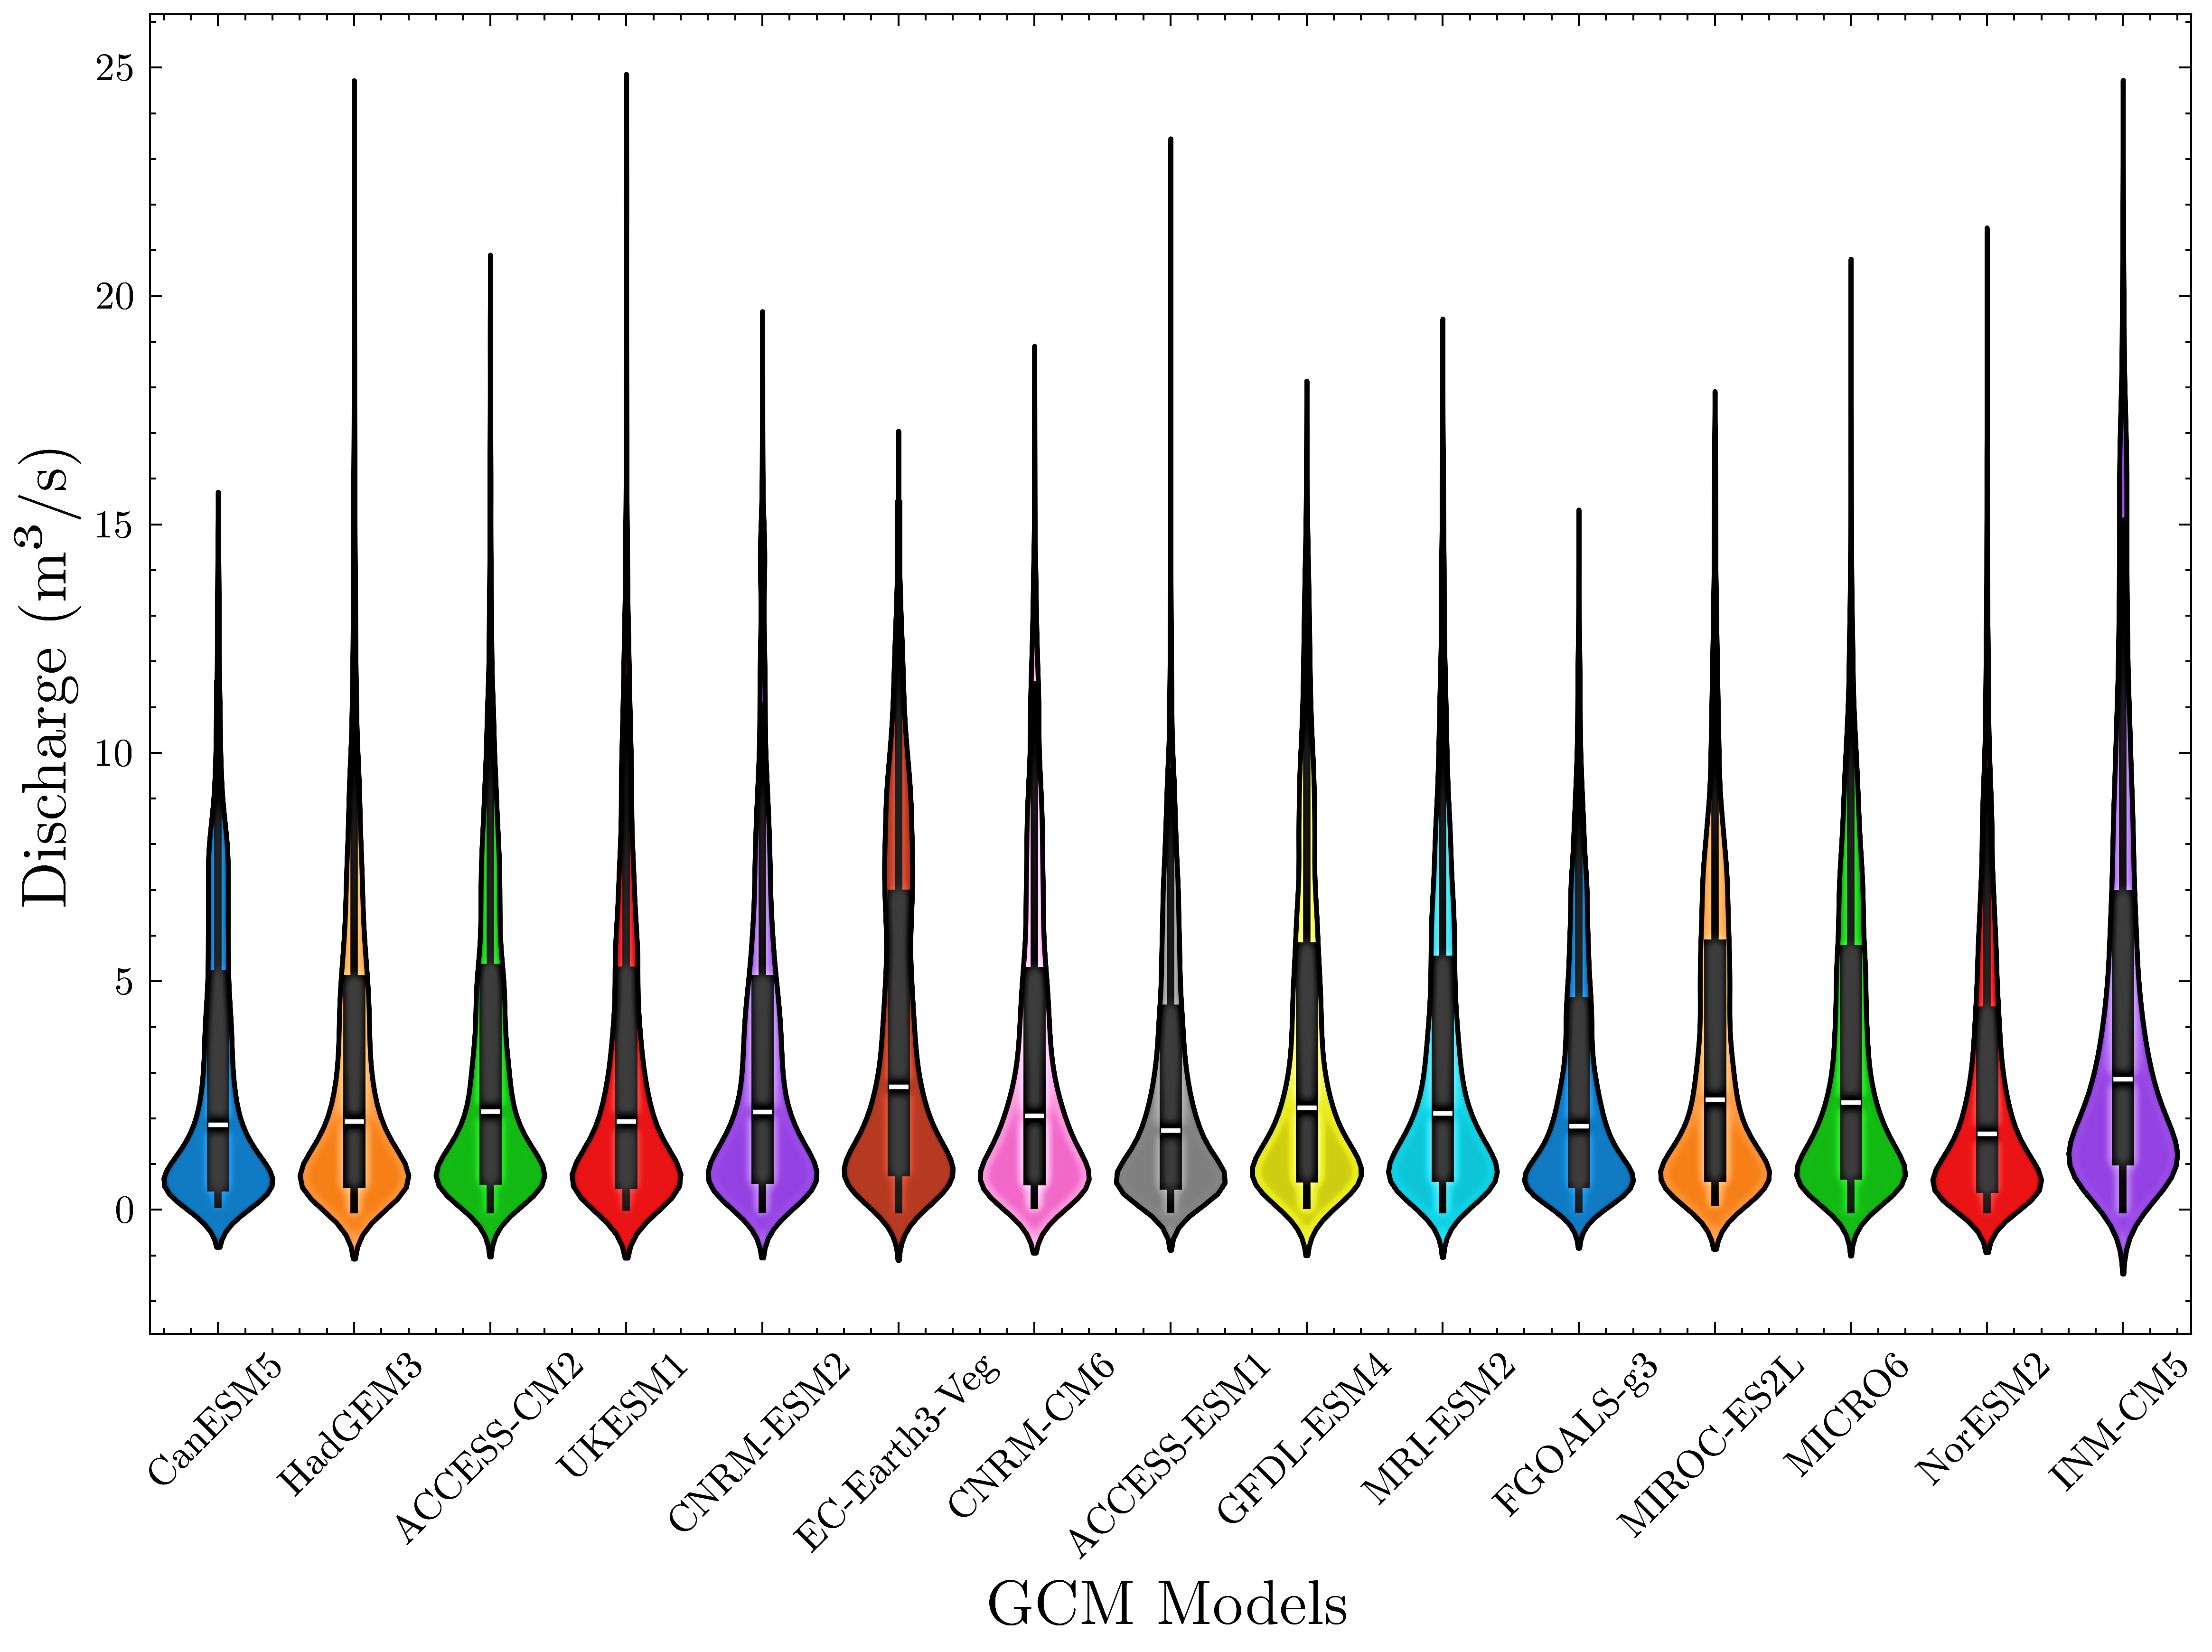 25
20
15
10
5
0
Discharge (m³/s)
CanESM5
HadGEM3
ACCESS-CM2
UKESM1
CNRM-ESM2
EC-Earth3-Veg
CNRM-CM6
ACCESS-ESM1
GFDL-ESM4
MRI-ESM2
FGOALS-g3
MIROC-ES2L
MICRO6
NorESM2
INM-CM5
GCM Models